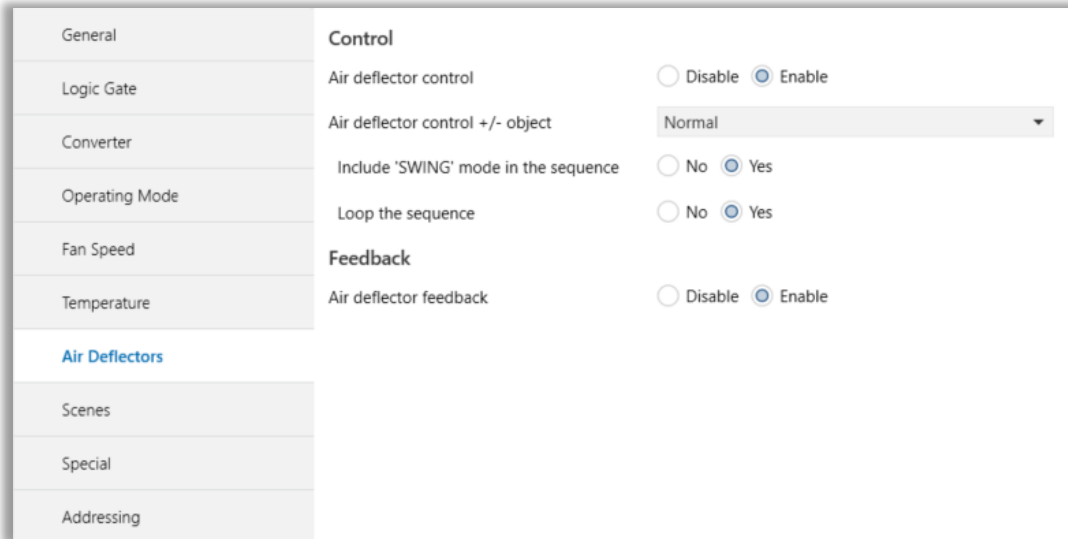 General
Logic Gate
Converter
Operating Mode
Fan Speed
Temperature
Air Deflectors
Scenes
Special
Addressing
Control
Air deflector control Disable Enable
Air deflector control +/- object Normal
Include 'SWING' mode in the sequence No Yes
Loop the sequence No Yes
Feedback
Air deflector feedback Disable Enable